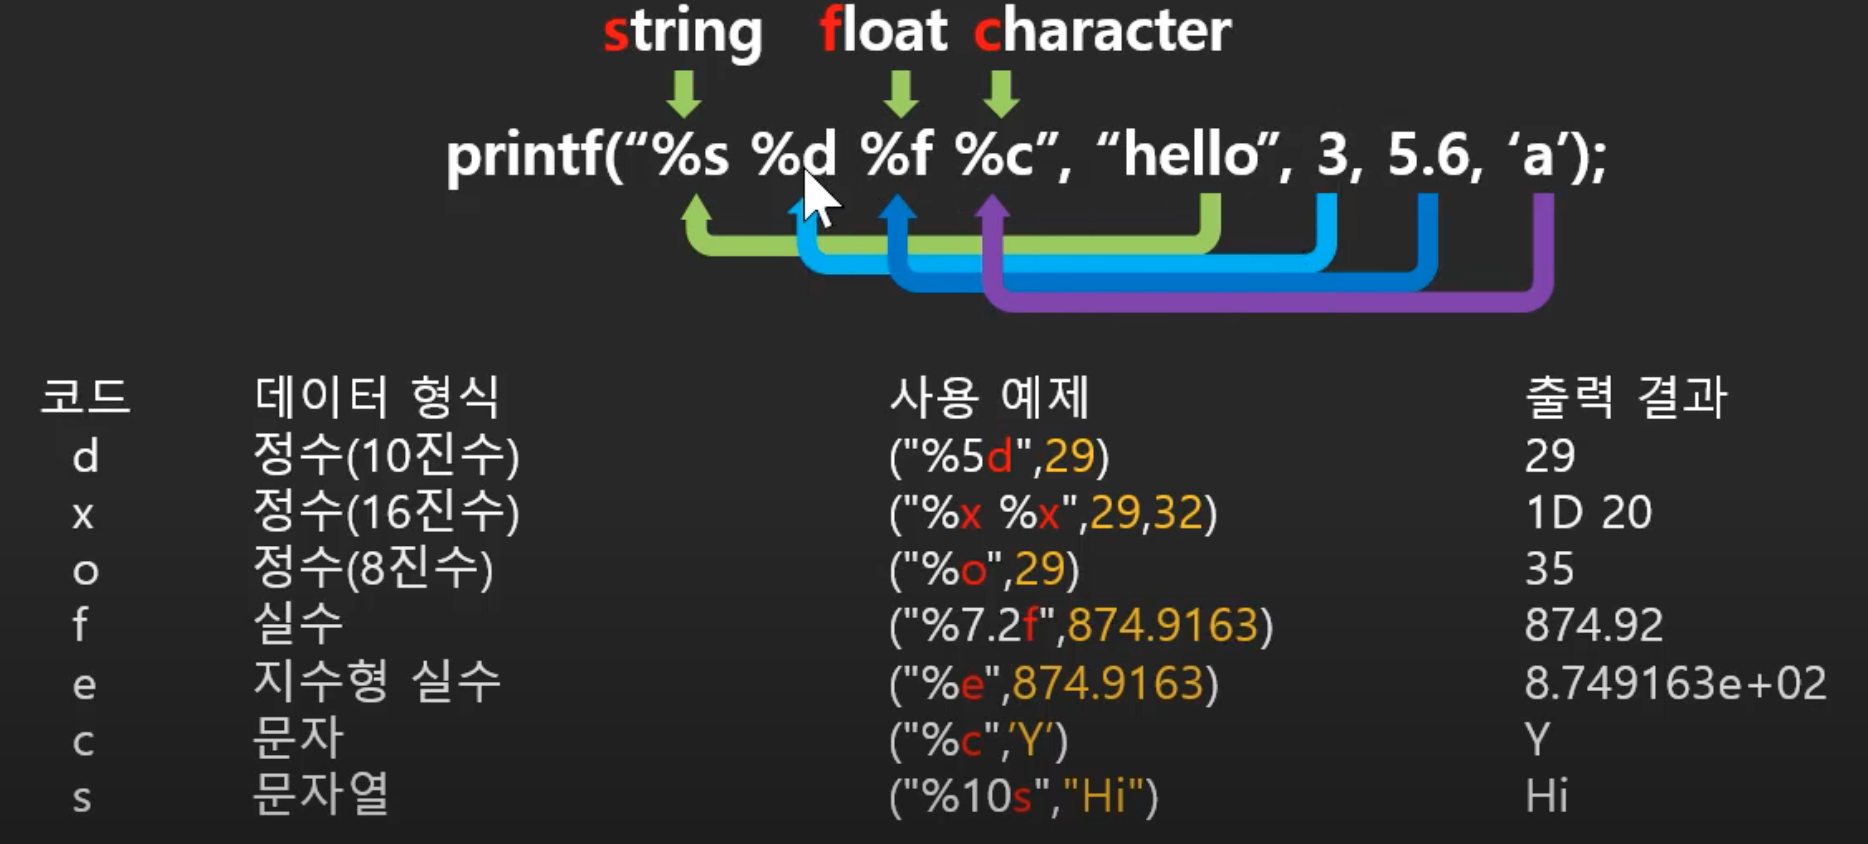 string float character
printf(“%s %d %f %c”, “hello”, 3, 5.6, ‘a’);
코드 데이터 형식 사용 예제 출력 결과
d 정수(10진수) ("%5d",29) 29
x 정수(16진수) ("%x %x",29,32) 1D 20
o 정수(8진수) ("%o",29) 35
f 실수 ("%7.2f",874.9163) 874.92
e 지수형 실수 ("%e",874.9163) 8.749163e+02
c 문자 ("%c",’Y’) Y
s 문자열 ("%10s","Hi") Hi